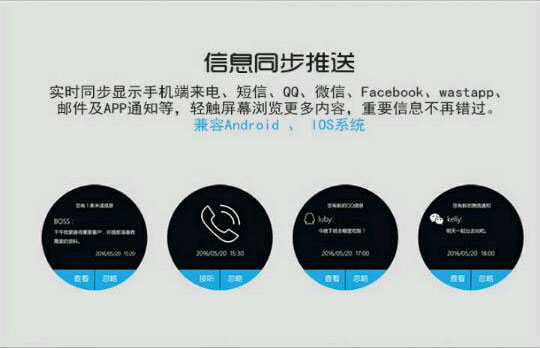 信息同步推送
实时同步显示手机端来电、短信、QQ、微信、Facebook、wastapp、
邮件及APP通知等，轻触屏幕浏览更多内容，重要信息不再错过。
兼容Android 、 IOS系统
您有1条未读信息
BOSS：
下午我要接待重要客户，你提前准备我
需要的资料。
2016/05/20 15:20
查看 忽略
2016/05/20 15:30
接听 忽略
您有新的QQ信息
luby:
今晚下班去哪里吃饭？
2016/05/20 17:00
查看 忽略
您有新的微信通知
kelly:
明天一起出去玩吧。
2016/05/20 18:00
查看 忽略